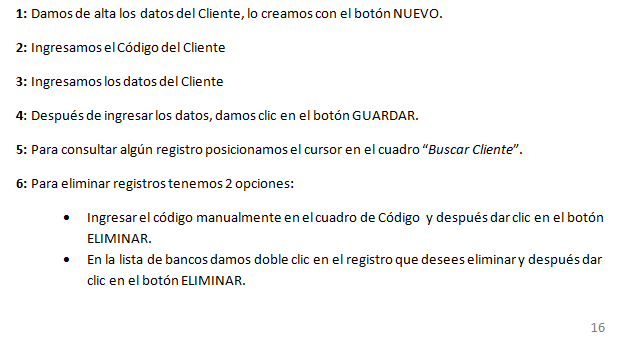 1: Damos de alta los datos del Cliente, lo creamos con el botón NUEVO.
2: Ingresamos el Código del Cliente
3: Ingresamos los datos del Cliente
4: Después de ingresar los datos, damos clic en el botón GUARDAR.
5: Para consultar algún registro posicionamos el cursor en el cuadro “Buscar Cliente”.
6: Para eliminar registros tenemos 2 opciones:
• Ingresar el código manualmente en el cuadro de Código y después dar clic en el botón
ELIMINAR.
• En la lista de bancos damos doble clic en el registro que desees eliminar y después dar
clic en el botón ELIMINAR.
16